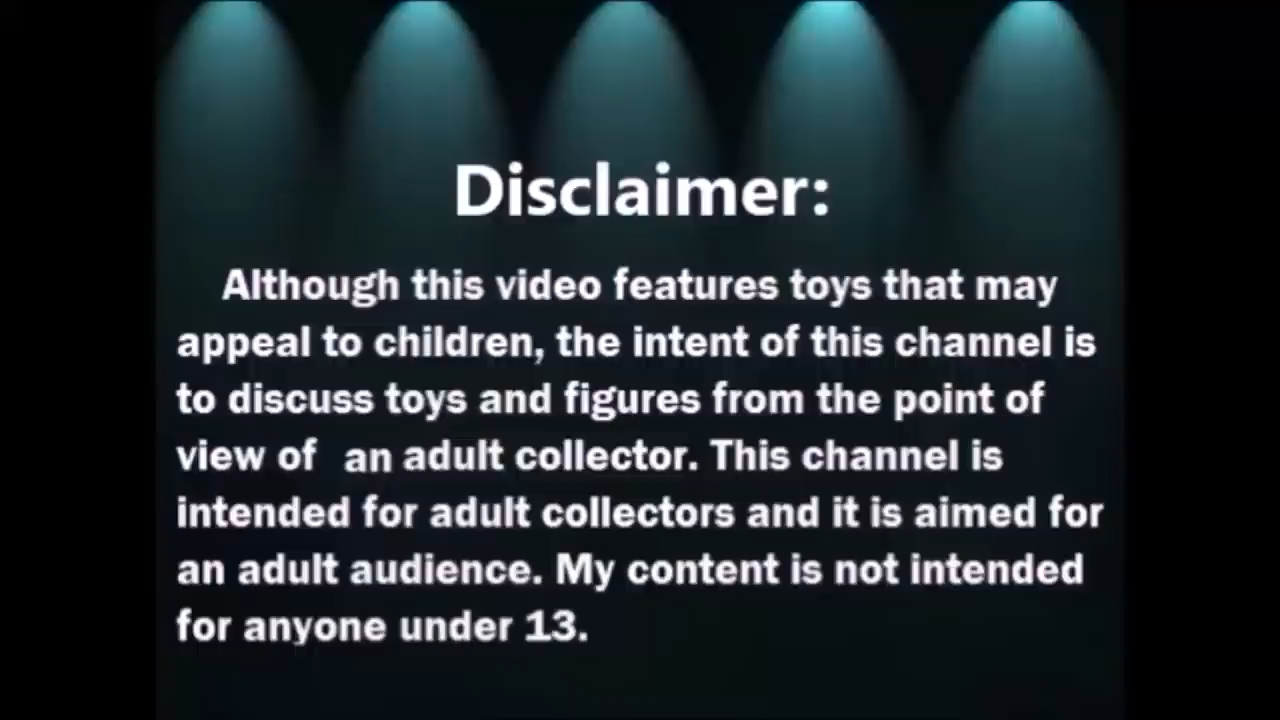 Disclaimer:
Although this video features toys that may
appeal to children, the intent of this channel is
to discuss toys and figures from the point of
view of an adult collector. This channel is
intended for adult collectors and it is aimed for
an adult audience. My content is not intended
for anyone under 13.